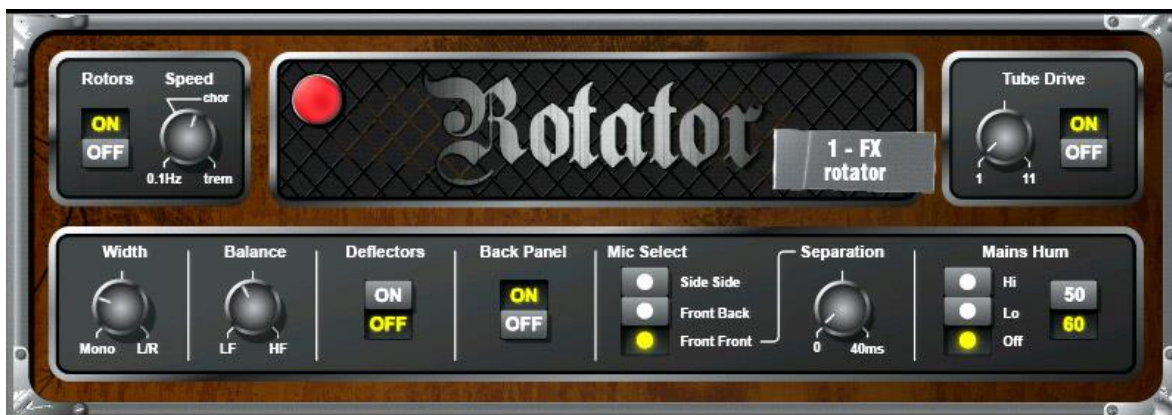 Rotors Speed
chor
ON
OFF
0.1Hz trem
Rotator
1 - FX
rotator
Tube Drive
ON
OFF
1 11
Width
Mono L/R
Balance
LF HF
Deflectors
ON
OFF
Back Panel
ON
OFF
Mic Select
Side Side
Front Back
Front Front
Separation
0 40ms
Mains Hum
Hi
Lo
Off
50
60